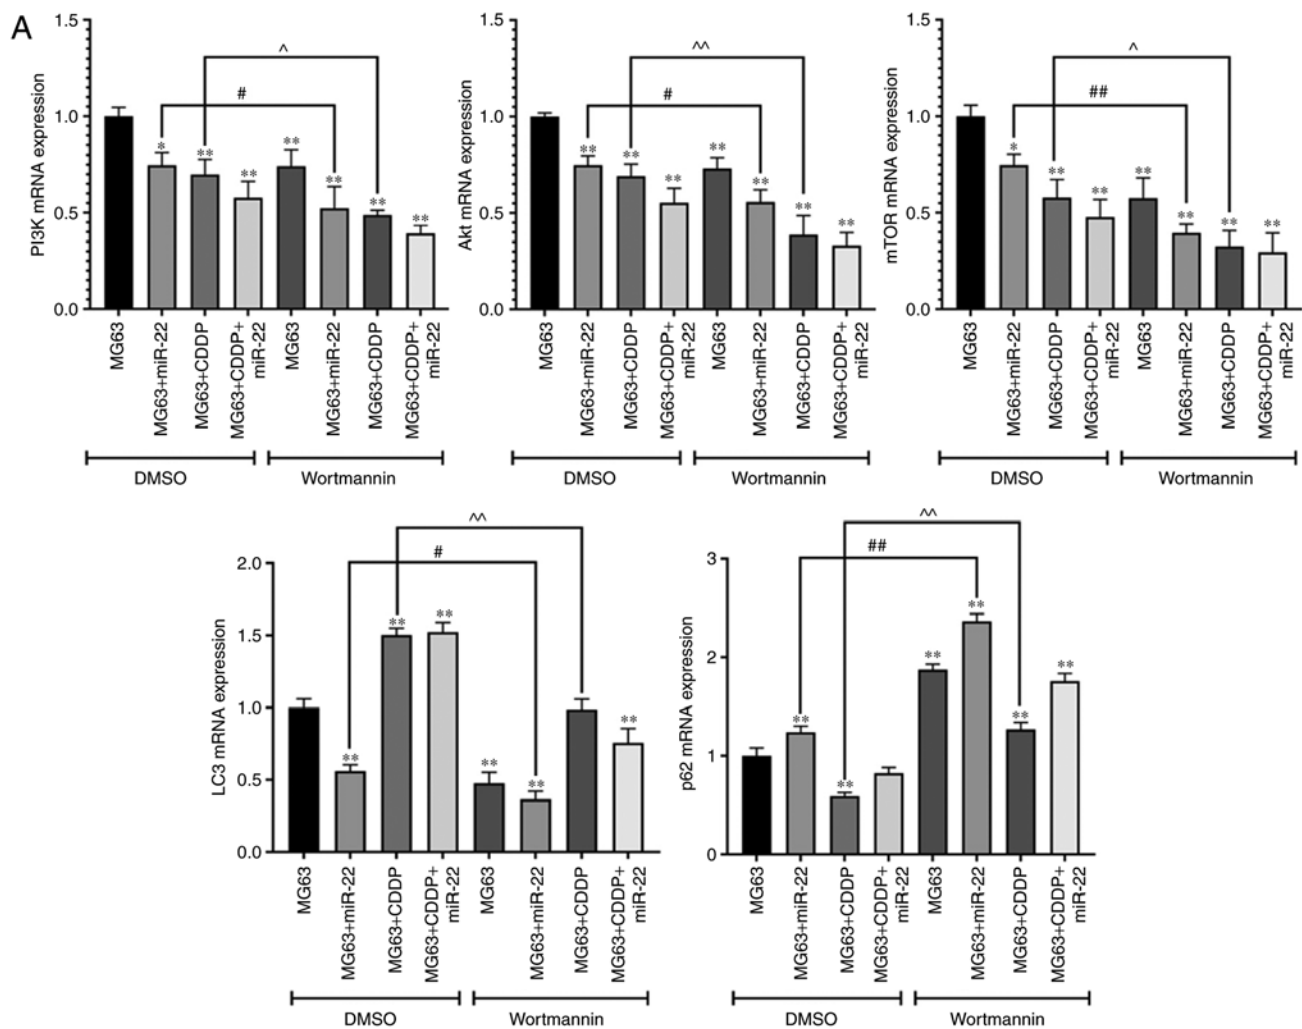 A
PI3K mRNA expression
1.5
1.0
0.5
0.0
^
#
*
**
**
**
**
**
**
MG63
MG63+miR-22
MG63+CDDP
MG63+CDDP+
miR-22
MG63
MG63+miR-22
MG63+CDDP
MG63+CDDP+
miR-22
DMSO
Wortmannin
Akt mRNA expression
1.5
1.0
0.5
0.0
^^
#
**
**
**
**
**
**
**
MG63
MG63+miR-22
MG63+CDDP
MG63+CDDP+
miR-22
MG63
MG63+miR-22
MG63+CDDP
MG63+CDDP+
miR-22
DMSO
Wortmannin
mTOR mRNA expression
1.5
1.0
0.5
0.0
^
##
*
**
**
**
**
**
**
MG63
MG63+miR-22
MG63+CDDP
MG63+CDDP+
miR-22
MG63
MG63+miR-22
MG63+CDDP
MG63+CDDP+
miR-22
DMSO
Wortmannin
LC3 mRNA expression
2.0
1.5
1.0
0.5
0.0
^^
#
**
**
**
**
**
**
MG63
MG63+miR-22
MG63+CDDP
MG63+CDDP+
miR-22
MG63
MG63+miR-22
MG63+CDDP
MG63+CDDP+
miR-22
DMSO
Wortmannin
p62 mRNA expression
3
2
1
0
^^
##
**
**
**
**
**
**
MG63
MG63+miR-22
MG63+CDDP
MG63+CDDP+
miR-22
MG63
MG63+miR-22
MG63+CDDP
MG63+CDDP+
miR-22
DMSO
Wortmannin